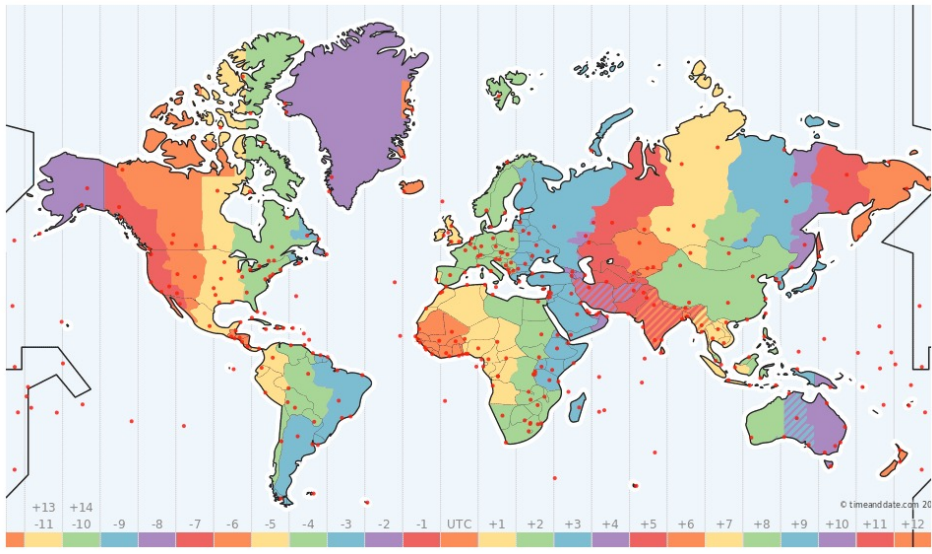 © timeanddate.com 20
+13 +14
-11 -10 -9 -8 -7 -6 -5 -4 -3 -2 -1 UTC +1 +2 +3 +4 +5 +6 +7 +8 +9 +10 +11 +12